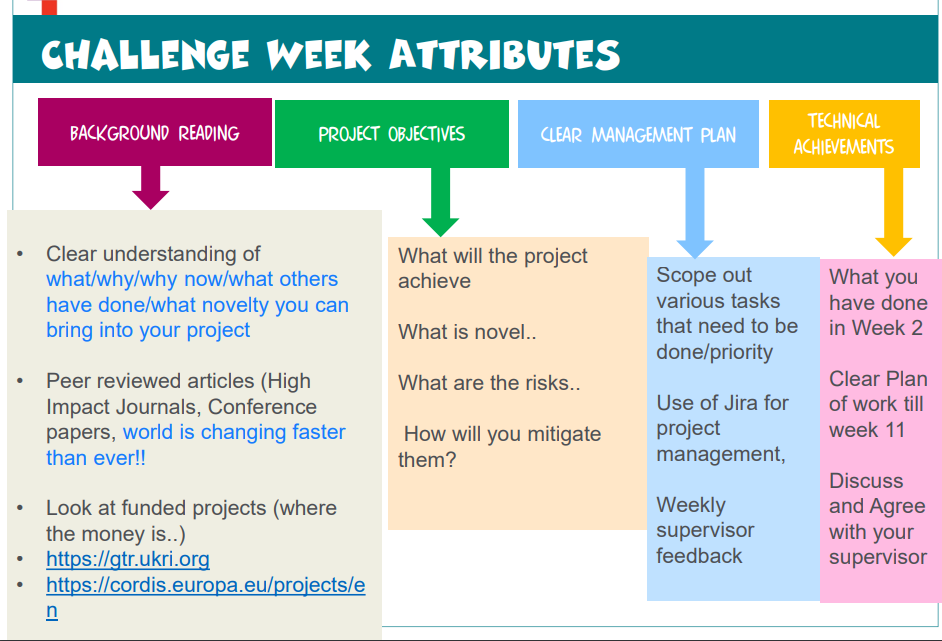 CHALLENGE WEEK ATTRIBUTES
BACKGROUND READING
PROJECT OBJECTIVES
CLEAR MANAGEMENT PLAN
TECHNICAL
ACHIEVEMENTS
• Clear understanding of
what/why/why now/what others
have done/what novelty you can
bring into your project
• Peer reviewed articles (High
Impact Journals, Conference
papers, world is changing faster
than ever!!
• Look at funded projects (where
the money is..)
• https://gtr.ukri.org
• https://cordis.europa.eu/projects/e
n
What will the project
achieve
What is novel..
What are the risks..
How will you mitigate
them?
Scope out
various tasks
that need to be
done/priority
Use of Jira for
project
management,
Weekly
supervisor
feedback
What you
have done
in Week 2
Clear Plan
of work till
week 11
Discuss
and Agree
with your
supervisor